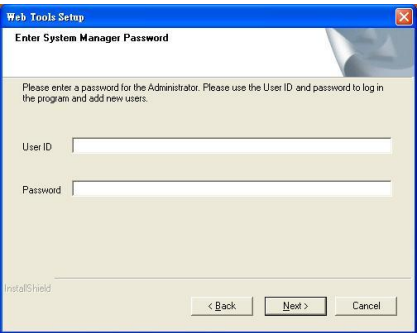 Web Tools Setup
Enter System Manager Password
Please enter a password for the Administrator. Please use the User ID and password to log in
the program and add new users.
User ID
Password
InstallShield
< Back
Next >
Cancel